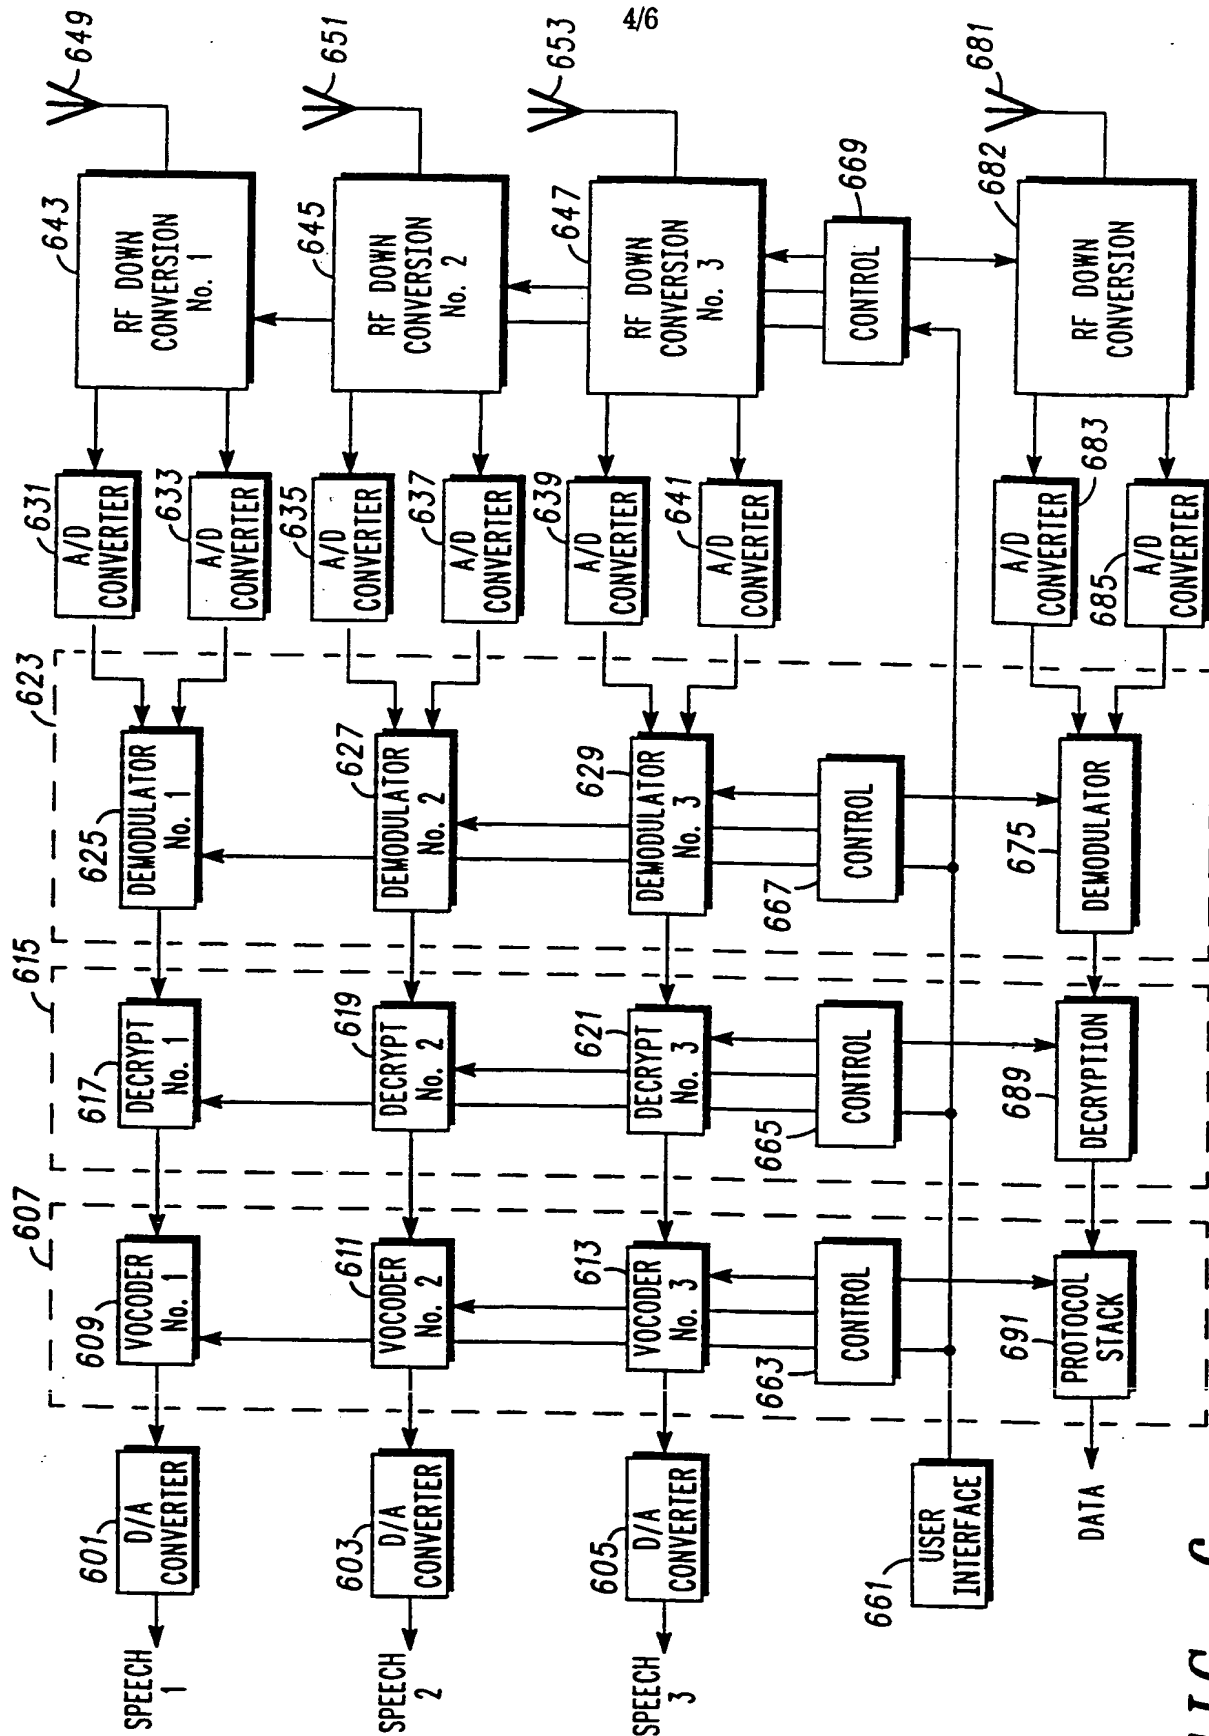 4/6
649
643
RF DOWN
CONVERSION
No. 1
631
A/D
CONVERTER
633
A/D
CONVERTER
623
625
DEMODULATOR
No. 1
615
617
DECRYPT
No. 1
607
609
VOCODER
No. 1
601
D/A
CONVERTER
SPEECH
1
651
645
RF DOWN
CONVERSION
No. 2
635
A/D
CONVERTER
637
A/D
CONVERTER
627
DEMODULATOR
No. 2
619
DECRYPT
No. 2
611
VOCODER
No. 2
603
D/A
CONVERTER
SPEECH
2
653
647
RF DOWN
CONVERSION
No. 3
639
A/D
CONVERTER
641
A/D
CONVERTER
629
DEMODULATOR
No. 3
621
DECRYPT
No. 3
613
VOCODER
No. 3
605
D/A
CONVERTER
SPEECH
3
669
CONTROL
667
CONTROL
665
CONTROL
663
CONTROL
661
USER
INTERFACE
681
682
RF DOWN
CONVERSION
683
A/D
CONVERTER
685
A/D
CONVERTER
675
DEMODULATOR
689
DECRYPTION
691
PROTOCOL
STACK
DATA